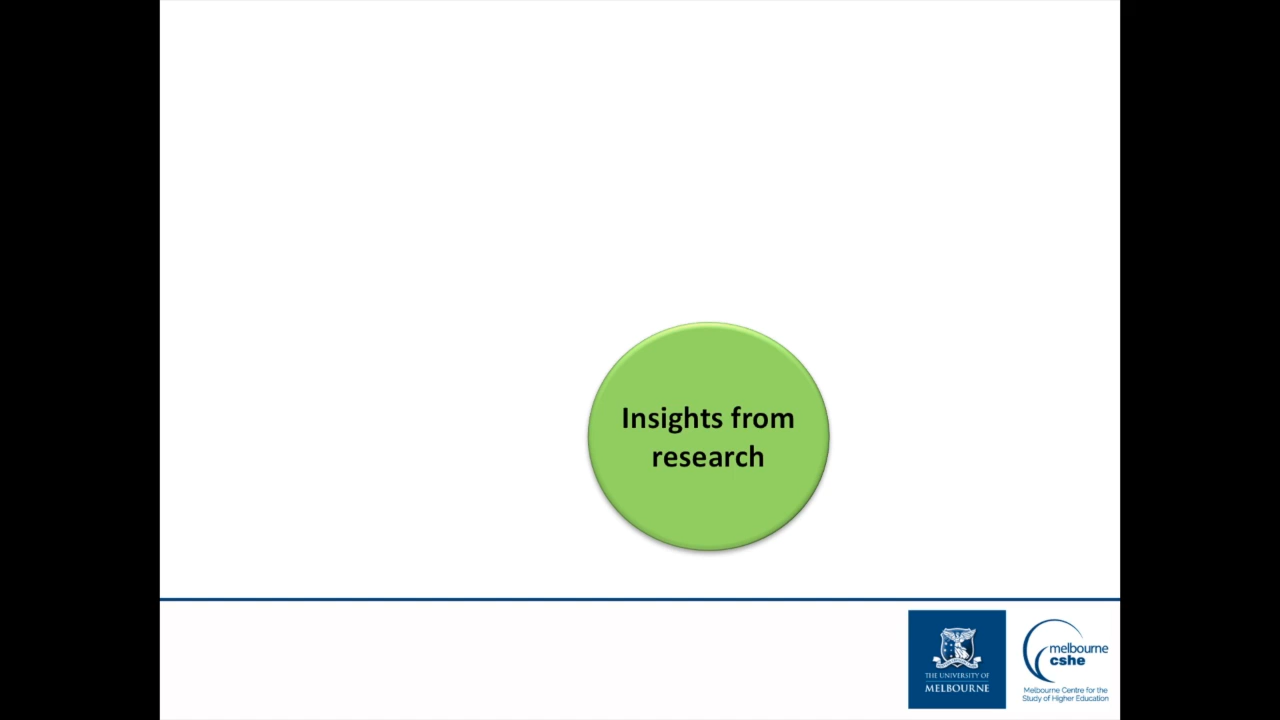 Insights from
research
THE UNIVERSITY OF
MELBOURNE
melbourne
cshe
Melbourne Centre for the
Study of Higher Education